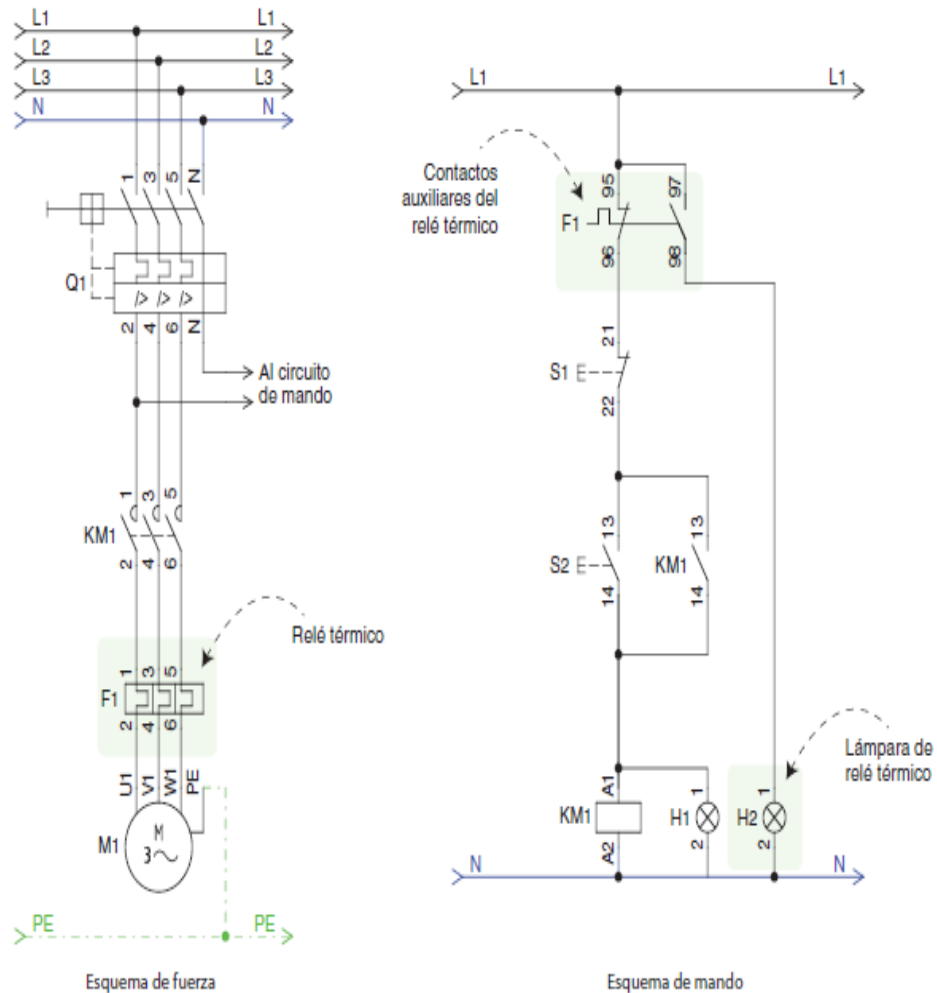 L1 L1
L2 L2
L3 L3
N N
1 3 5 N
Q1
2 4 6 N
Al circuito
de mando
1 3 5
KM1
2 4 6
Relé térmico
1 3 5
F1
2 4 6
U1 V1 W1 PE
M1
M
3
PE PE
Esquema de fuerza
L1 L1
Contactos
auxiliares del
relé térmico
95 97
F1
96 98
21
S1
22
13 13
S2 KM1
14 14
Lámpara de
relé térmico
A1 1 1
KM1 H1 H2
A2 2 2
N N
Esquema de mando